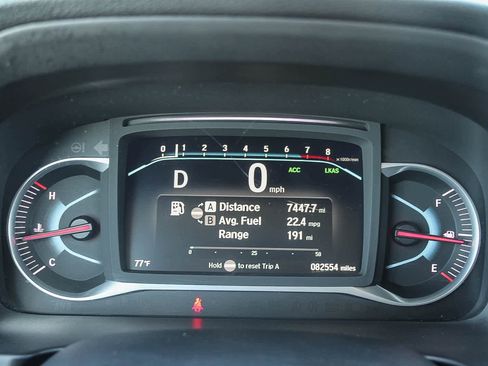 0 1 2 3 4 5 6 7 8 x1000r/min
ACC LKAS
D 0 mph
A Distance 7447.7 mi
B Avg. Fuel 22.4 mpg
Range 191 mi
0 25 50
77°F Hold to reset Trip A 082554 miles
H
C
F
E